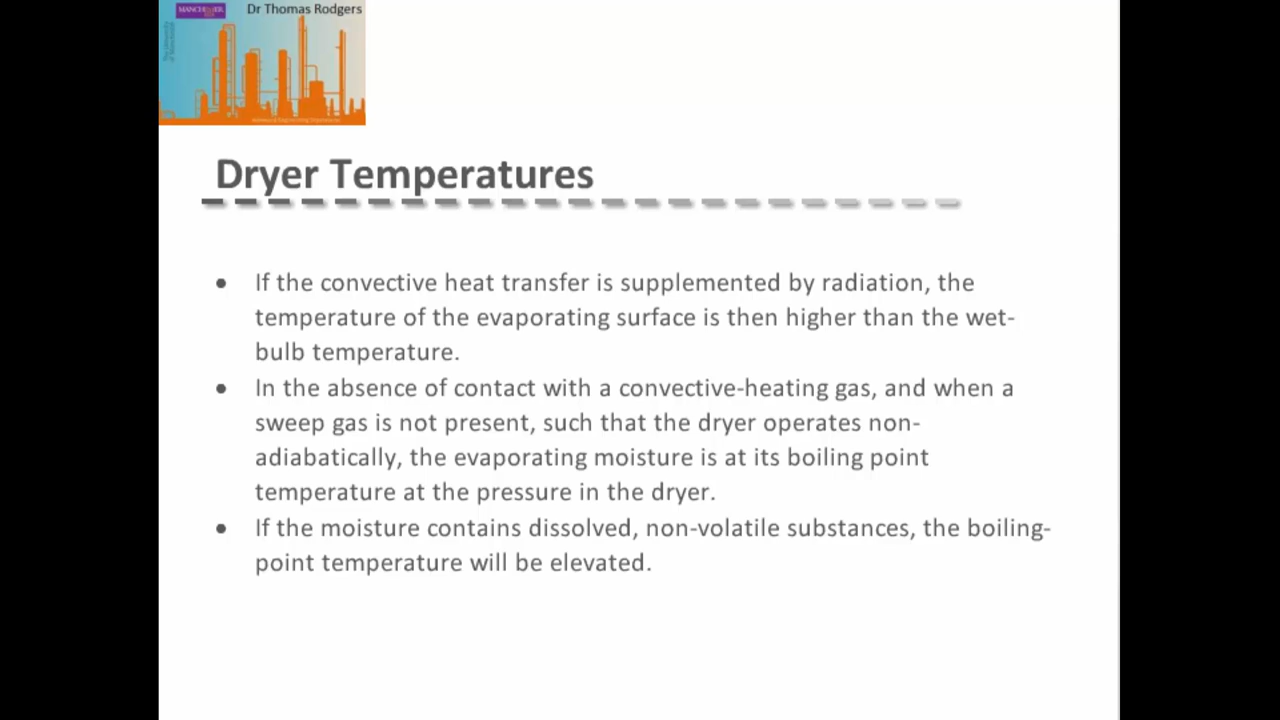 MANCHESTER
Dr Thomas Rodgers
Dryer Temperatures
• If the convective heat transfer is supplemented by radiation, the
temperature of the evaporating surface is then higher than the wet-
bulb temperature.
• In the absence of contact with a convective-heating gas, and when a
sweep gas is not present, such that the dryer operates non-
adiabatically, the evaporating moisture is at its boiling point
temperature at the pressure in the dryer.
• If the moisture contains dissolved, non-volatile substances, the boiling-
point temperature will be elevated.